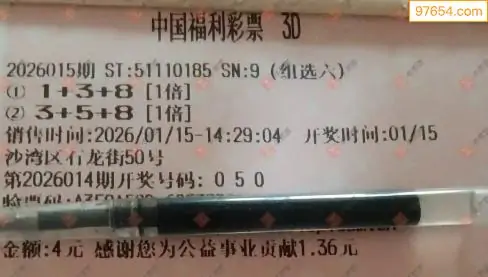 97654.com
中国福利彩票 3D
2026015期 ST:51110185 SN:9 (组选六)
① 1+3+8 [1倍]
② 3+5+8 [1倍]
销售时间:2026/01/15-14:29:04 开奖时间:01/15
沙湾区石龙街50号
第2026014期开奖号码: 0 5 0
金额:4元 感谢您为公益事业贡献1.36元